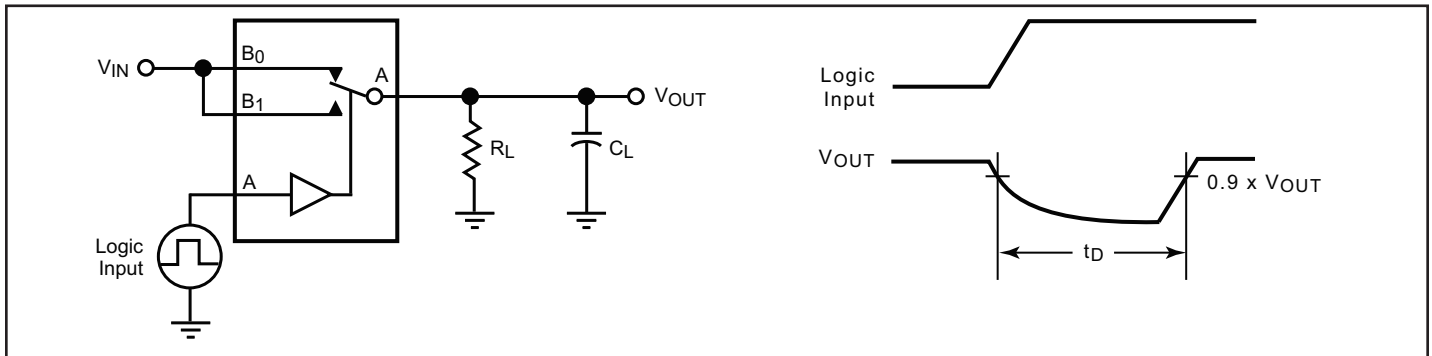 VIN
B0
B1
A
A
VOUT
RL
CL
Logic
Input
Logic
Input
VOUT
0.9 x VOUT
tD